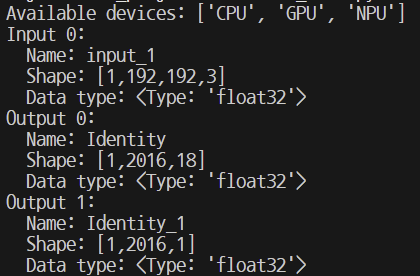 Available devices: ['CPU', 'GPU', 'NPU']
Input 0:
  Name: input_1
  Shape: [1,192,192,3]
  Data type: <Type: 'float32'>
Output 0:
  Name: Identity
  Shape: [1,2016,18]
  Data type: <Type: 'float32'>
Output 1:
  Name: Identity_1
  Shape: [1,2016,1]
  Data type: <Type: 'float32'>